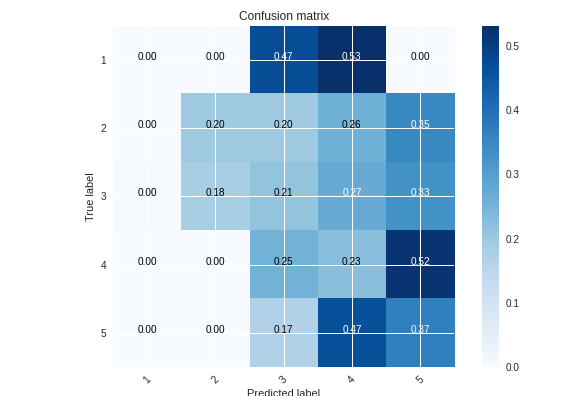 Confusion matrix
1 0.00 0.00 0.47 0.53 0.00
2 0.00 0.20 0.20 0.26 0.35
3 0.00 0.18 0.21 0.27 0.33
4 0.00 0.00 0.25 0.23 0.52
5 0.00 0.00 0.17 0.47 0.37
True label
1 2 3 4 5
Predicted label
0.5
0.4
0.3
0.2
0.1
0.0